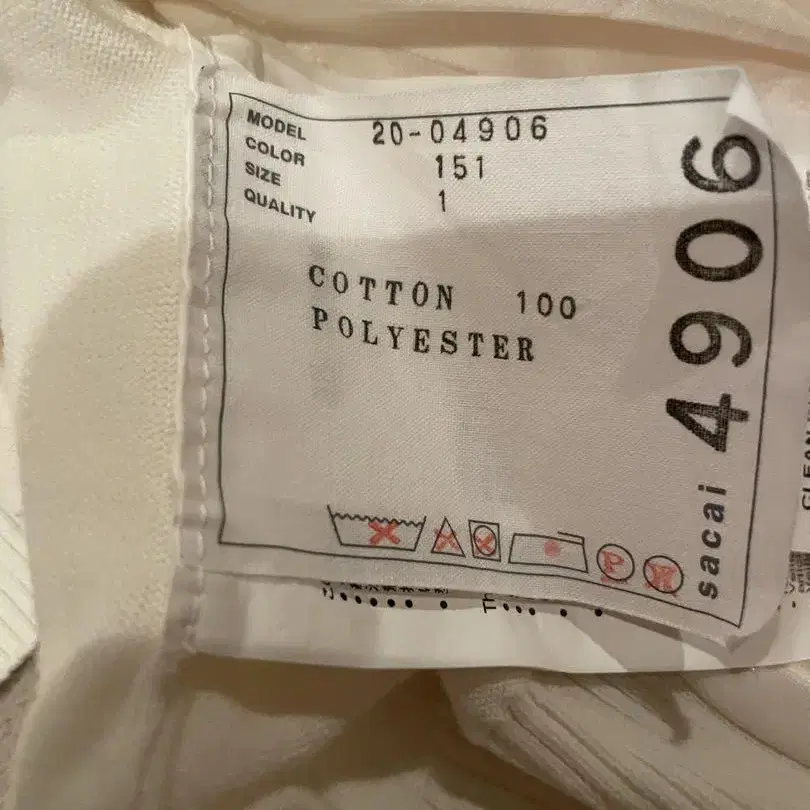 MODEL 20-04906
COLOR 151
SIZE 1
QUALITY
COTTON 100
POLYESTER
P
sacai 4906